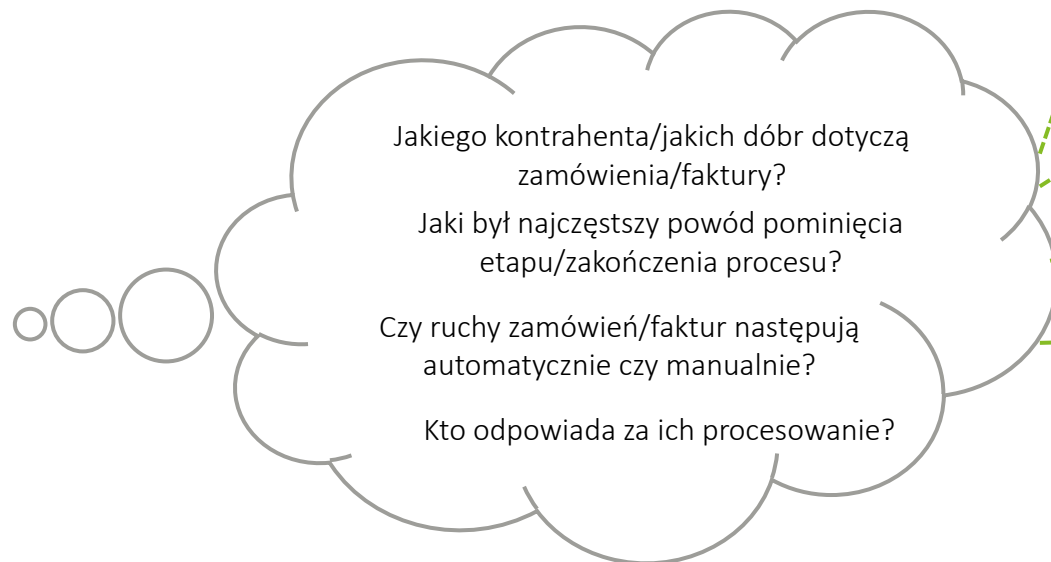 Jakiego kontrahenta/jakich dóbr dotyczą
zamówienia/faktury?
Jaki był najczęstszy powód pominięcia
etapu/zakończenia procesu?
Czy ruchy zamówień/faktur następują
automatycznie czy manualnie?
Kto odpowiada za ich procesowanie?